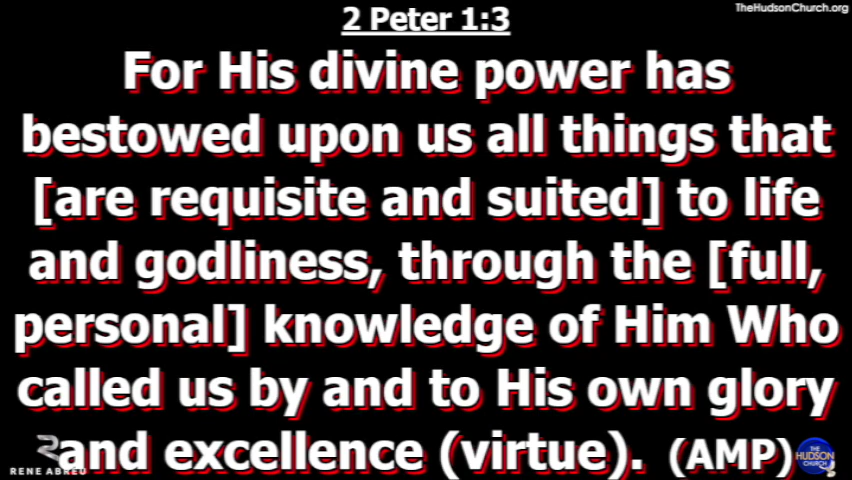 TheHudsonChurch.org
2 Peter 1:3
For His divine power has
bestowed upon us all things that
[are requisite and suited] to life
and godliness, through the [full,
personal] knowledge of Him Who
called us by and to His own glory
and excellence (virtue). (AMP)
RENE ABREU
THE
HUDSON
CHURCH